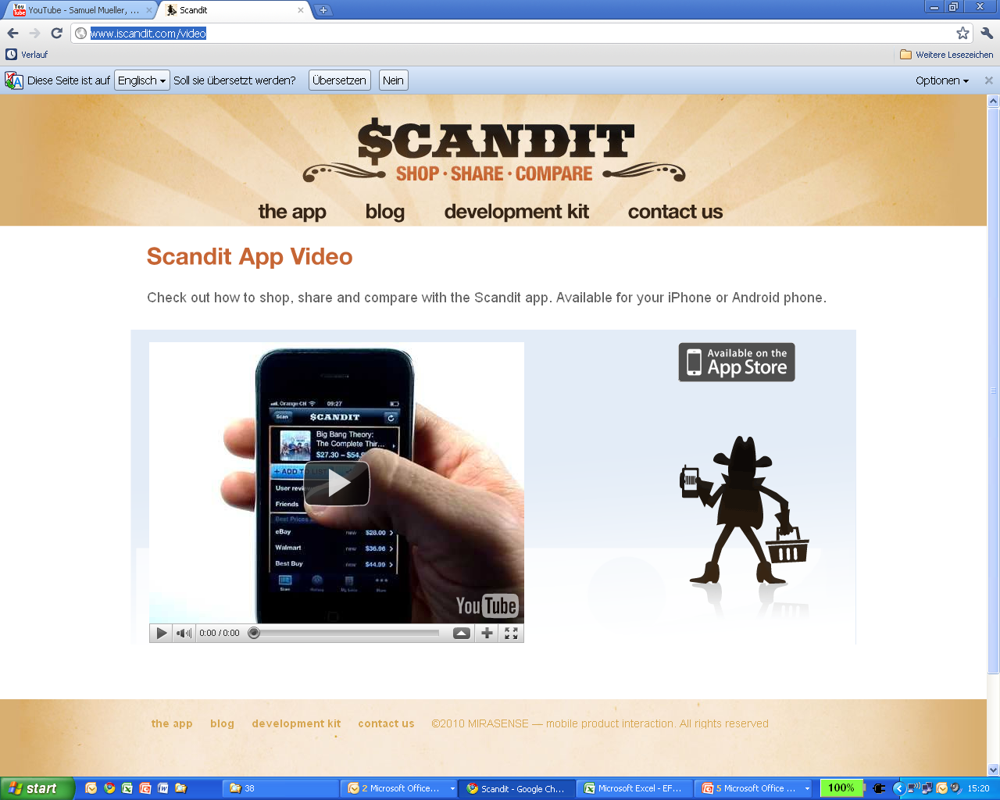 YouTube - Samuel Mueller, ...
Scandit
www.iscandit.com/video
Verlauf
Weitere Lesezeichen
Diese Seite ist auf Englisch Soll sie übersetzt werden? Übersetzen Nein Optionen
$CANDIT
SHOP · SHARE · COMPARE
the app blog development kit contact us
Scandit App Video
Check out how to shop, share and compare with the Scandit app. Available for your iPhone or Android phone.
Orange CH 09:27
Scan $CANDIT
Big Bang Theory:
The Complete Thir...
$27.30 – $54.
+ ADD TO LIST
User revi
Friends
Best Prices
eBay new $28.00
Walmart new $36.96
Best Buy new $44.99
Scan
YouTube
0:00 / 0:00
Available on the
App Store
the app blog development kit contact us ©2010 MIRASENSE — mobile product interaction. All rights reserved
start 38 2 Microsoft Office... Scandit - Google Ch... Microsoft Excel - EF... 5 Microsoft Office ... 100% 15:20